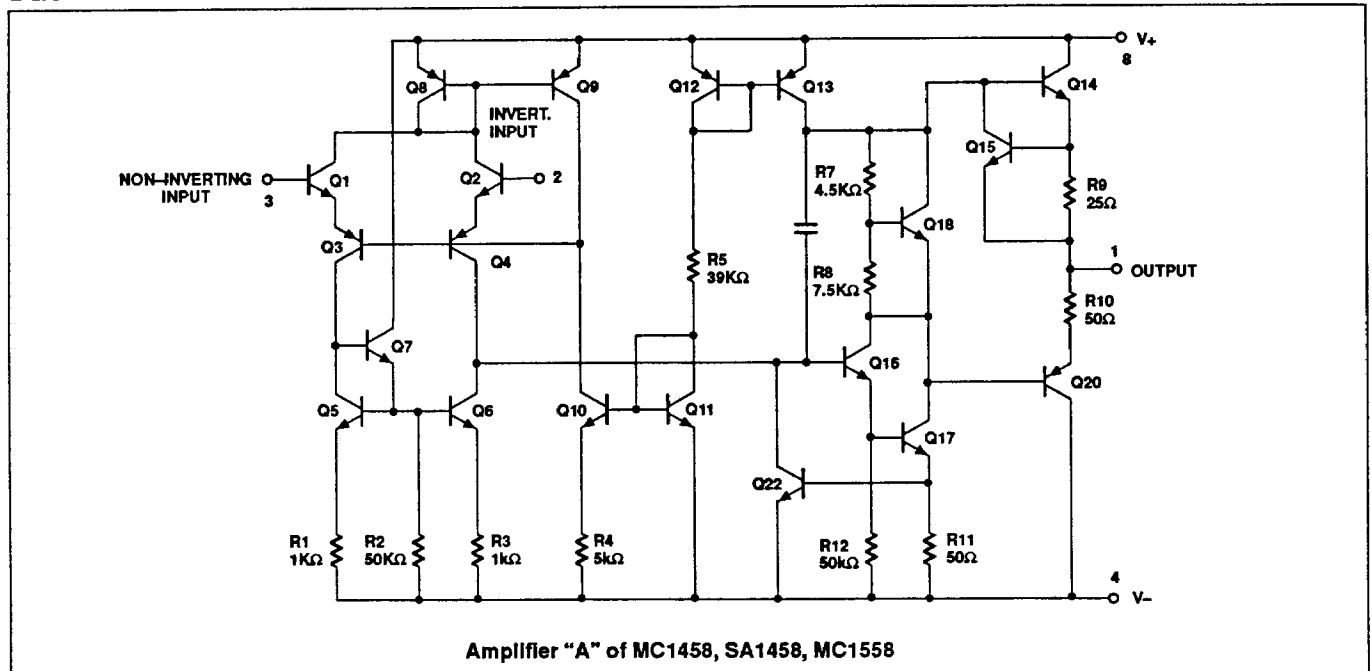 V+
8
Q8
Q9
Q12
Q13
Q14
INVERT.
INPUT
Q15
NON-INVERTING
INPUT
3
Q1
Q2
2
R7
4.5KΩ
R9
25Ω
Q18
Q3
Q4
R5
39KΩ
R8
7.5KΩ
1
OUTPUT
R10
50Ω
Q7
Q16
Q20
Q5
Q6
Q10
Q11
Q17
Q22
R1
1KΩ
R2
50KΩ
R3
1kΩ
R4
5kΩ
R12
50kΩ
R11
50Ω
4
V–
Amplifier "A" of MC1458, SA1458, MC1558